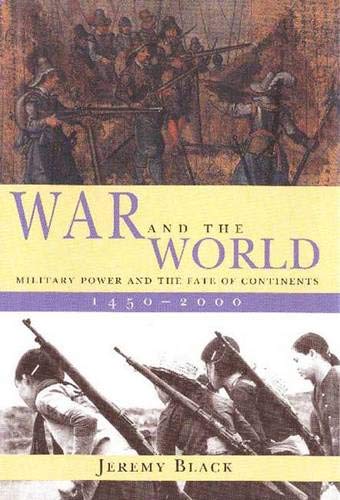 WAR AND THE
WORLD
MILITARY POWER AND THE FATE OF CONTINENTS
1450–2000
JEREMY BLACK